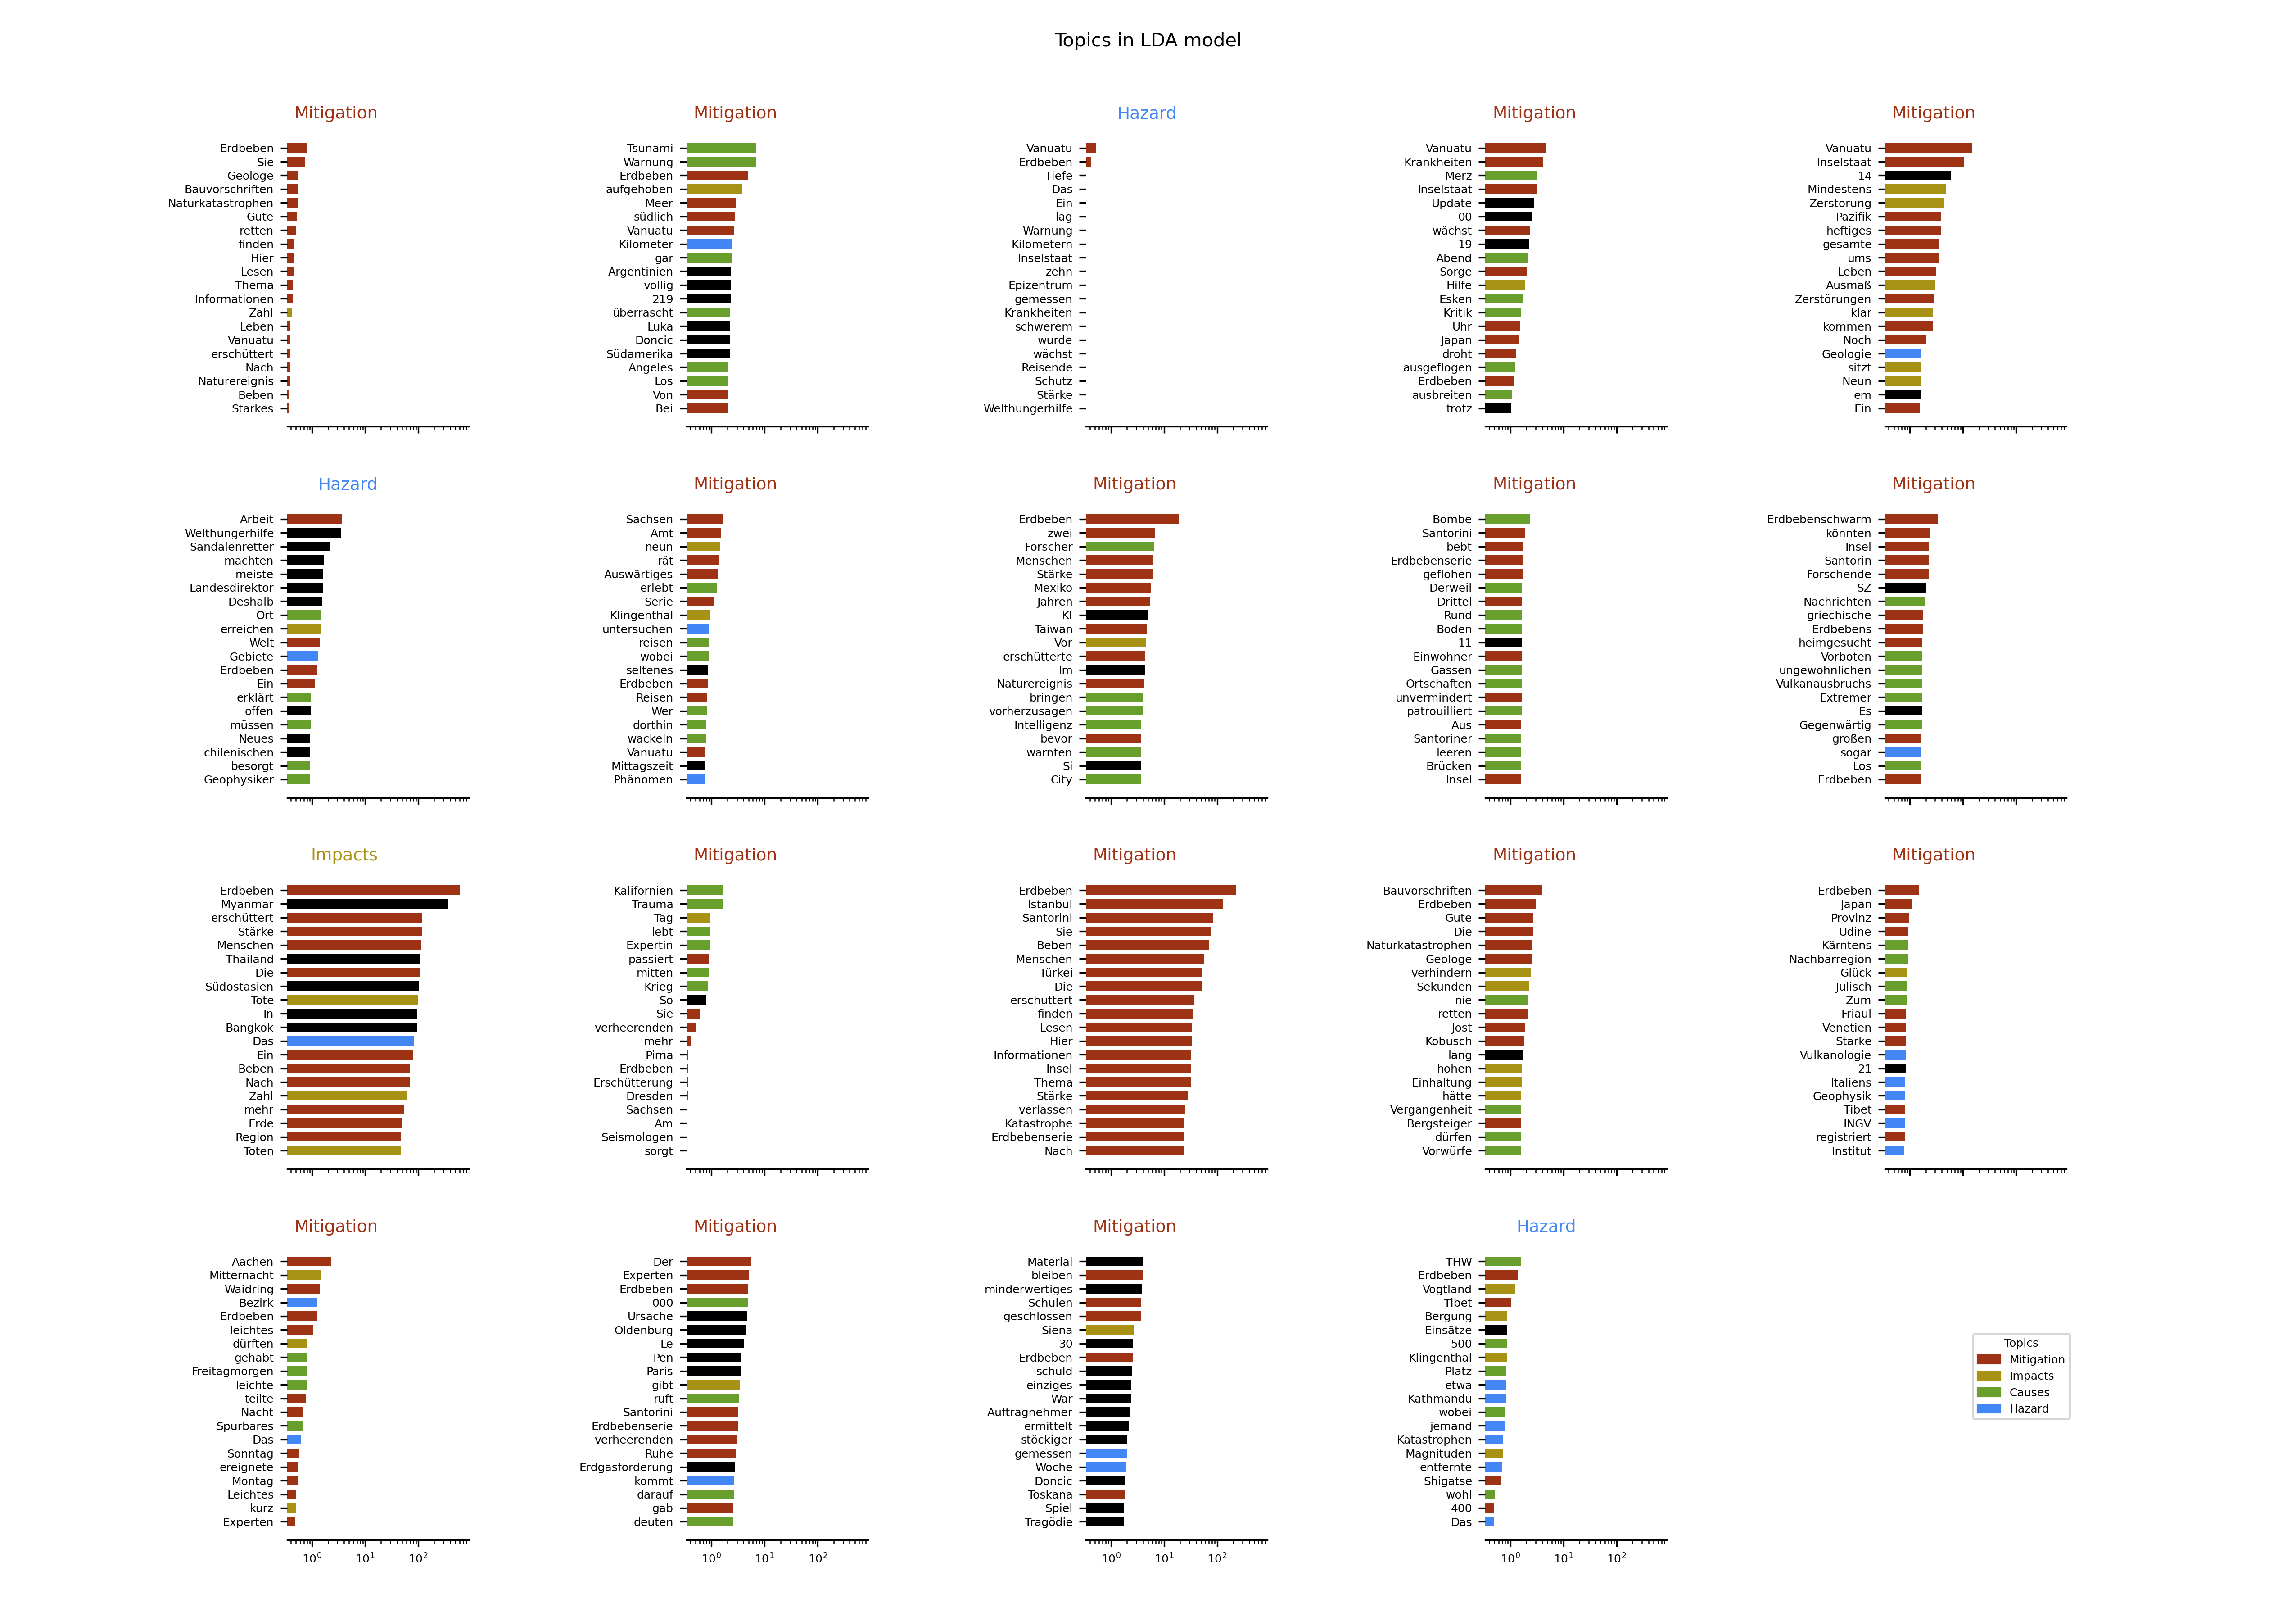 Topics in LDA model
Mitigation
Erdbeben
Sie
Geologe
Bauvorschriften
Naturkatastrophen
Gute
retten
finden
Hier
Lesen
Thema
Informationen
Zahl
Leben
Vanuatu
erschüttert
Nach
Naturereignis
Beben
Starkes
Mitigation
Tsunami
Warnung
Erdbeben
aufgehoben
Meer
südlich
Vanuatu
Kilometer
gar
Argentinien
völlig
219
überrascht
Luka
Doncic
Südamerika
Angeles
Los
Von
Bei
Hazard
Vanuatu
Erdbeben
Tiefe
Das
Ein
lag
Warnung
Kilometern
Inselstaat
zehn
Epizentrum
gemessen
Krankheiten
schwerem
wurde
wächst
Reisende
Schutz
Stärke
Welthungerhilfe
Mitigation
Vanuatu
Krankheiten
Merz
Inselstaat
Update
00
wächst
19
Abend
Sorge
Hilfe
Esken
Kritik
Uhr
Japan
droht
ausgeflogen
Erdbeben
ausbreiten
trotz
Mitigation
Vanuatu
Inselstaat
14
Mindestens
Zerstörung
Pazifik
heftiges
gesamte
ums
Leben
Ausmaß
Zerstörungen
klar
kommen
Noch
Geologie
sitzt
Neun
em
Ein
Hazard
Arbeit
Welthungerhilfe
Sandalenretter
machten
meiste
Landesdirektor
Deshalb
Ort
erreichen
Welt
Gebiete
Erdbeben
Ein
erklärt
offen
müssen
Neues
chilenischen
besorgt
Geophysiker
Mitigation
Sachsen
Amt
neun
rät
Auswärtiges
erlebt
Serie
Klingenthal
untersuchen
reisen
wobei
seltenes
Erdbeben
Reisen
Wer
dorthin
wackeln
Vanuatu
Mittagszeit
Phänomen
Mitigation
Erdbeben
zwei
Forscher
Menschen
Stärke
Mexiko
Jahren
KI
Taiwan
Vor
erschütterte
Im
Naturereignis
bringen
vorherzusagen
Intelligenz
bevor
warnten
Si
City
Mitigation
Bombe
Santorini
bebt
Erdbebenserie
geflohen
Derweil
Drittel
Rund
Boden
11
Einwohner
Gassen
Ortschaften
unvermindert
patrouilliert
Aus
Santoriner
leeren
Brücken
Insel
Mitigation
Erdbebenschwarm
könnten
Insel
Santorin
Forschende
SZ
Nachrichten
griechische
Erdbebens
heimgesucht
Vorboten
ungewöhnlichen
Vulkanausbruchs
Extremer
Es
Gegenwärtig
großen
sogar
Los
Erdbeben
Impacts
Erdbeben
Myanmar
erschüttert
Stärke
Menschen
Thailand
Die
Südostasien
Tote
In
Bangkok
Das
Ein
Beben
Nach
Zahl
mehr
Erde
Region
Toten
Mitigation
Kalifornien
Trauma
Tag
lebt
Expertin
passiert
mitten
Krieg
So
Sie
verheerenden
mehr
Pirna
Erdbeben
Erschütterung
Dresden
Sachsen
Am
Seismologen
sorgt
Mitigation
Erdbeben
Istanbul
Santorini
Sie
Beben
Menschen
Türkei
Die
erschüttert
finden
Lesen
Hier
Informationen
Insel
Thema
Stärke
verlassen
Katastrophe
Erdbebenserie
Nach
Mitigation
Bauvorschriften
Erdbeben
Gute
Die
Naturkatastrophen
Geologe
verhindern
Sekunden
nie
retten
Jost
Kobusch
lang
hohen
Einhaltung
hätte
Vergangenheit
Bergsteiger
dürfen
Vorwürfe
Mitigation
Erdbeben
Japan
Provinz
Udine
Kärntens
Nachbarregion
Glück
Julisch
Zum
Friaul
Venetien
Stärke
Vulkanologie
21
Italiens
Geophysik
Tibet
INGV
registriert
Institut
Mitigation
Aachen
Mitternacht
Waidring
Bezirk
Erdbeben
leichtes
dürften
gehabt
Freitagmorgen
leichte
teilte
Nacht
Spürbares
Das
Sonntag
ereignete
Montag
Leichtes
kurz
Experten
10⁰ 10¹ 10²
Mitigation
Der
Experten
Erdbeben
000
Ursache
Oldenburg
Le
Pen
Paris
gibt
ruft
Santorini
Erdbebenserie
verheerenden
Ruhe
Erdgasförderung
kommt
darauf
gab
deuten
10⁰ 10¹ 10²
Mitigation
Material
bleiben
minderwertiges
Schulen
geschlossen
Siena
30
Erdbeben
schuld
einziges
War
Auftragnehmer
ermittelt
stöckiger
gemessen
Woche
Doncic
Toskana
Spiel
Tragödie
10⁰ 10¹ 10²
Hazard
THW
Erdbeben
Vogtland
Tibet
Bergung
Einsätze
500
Klingenthal
Platz
etwa
Kathmandu
wobei
jemand
Katastrophen
Magnituden
entfernte
Shigatse
wohl
400
Das
10⁰ 10¹ 10²
Topics
Mitigation
Impacts
Causes
Hazard